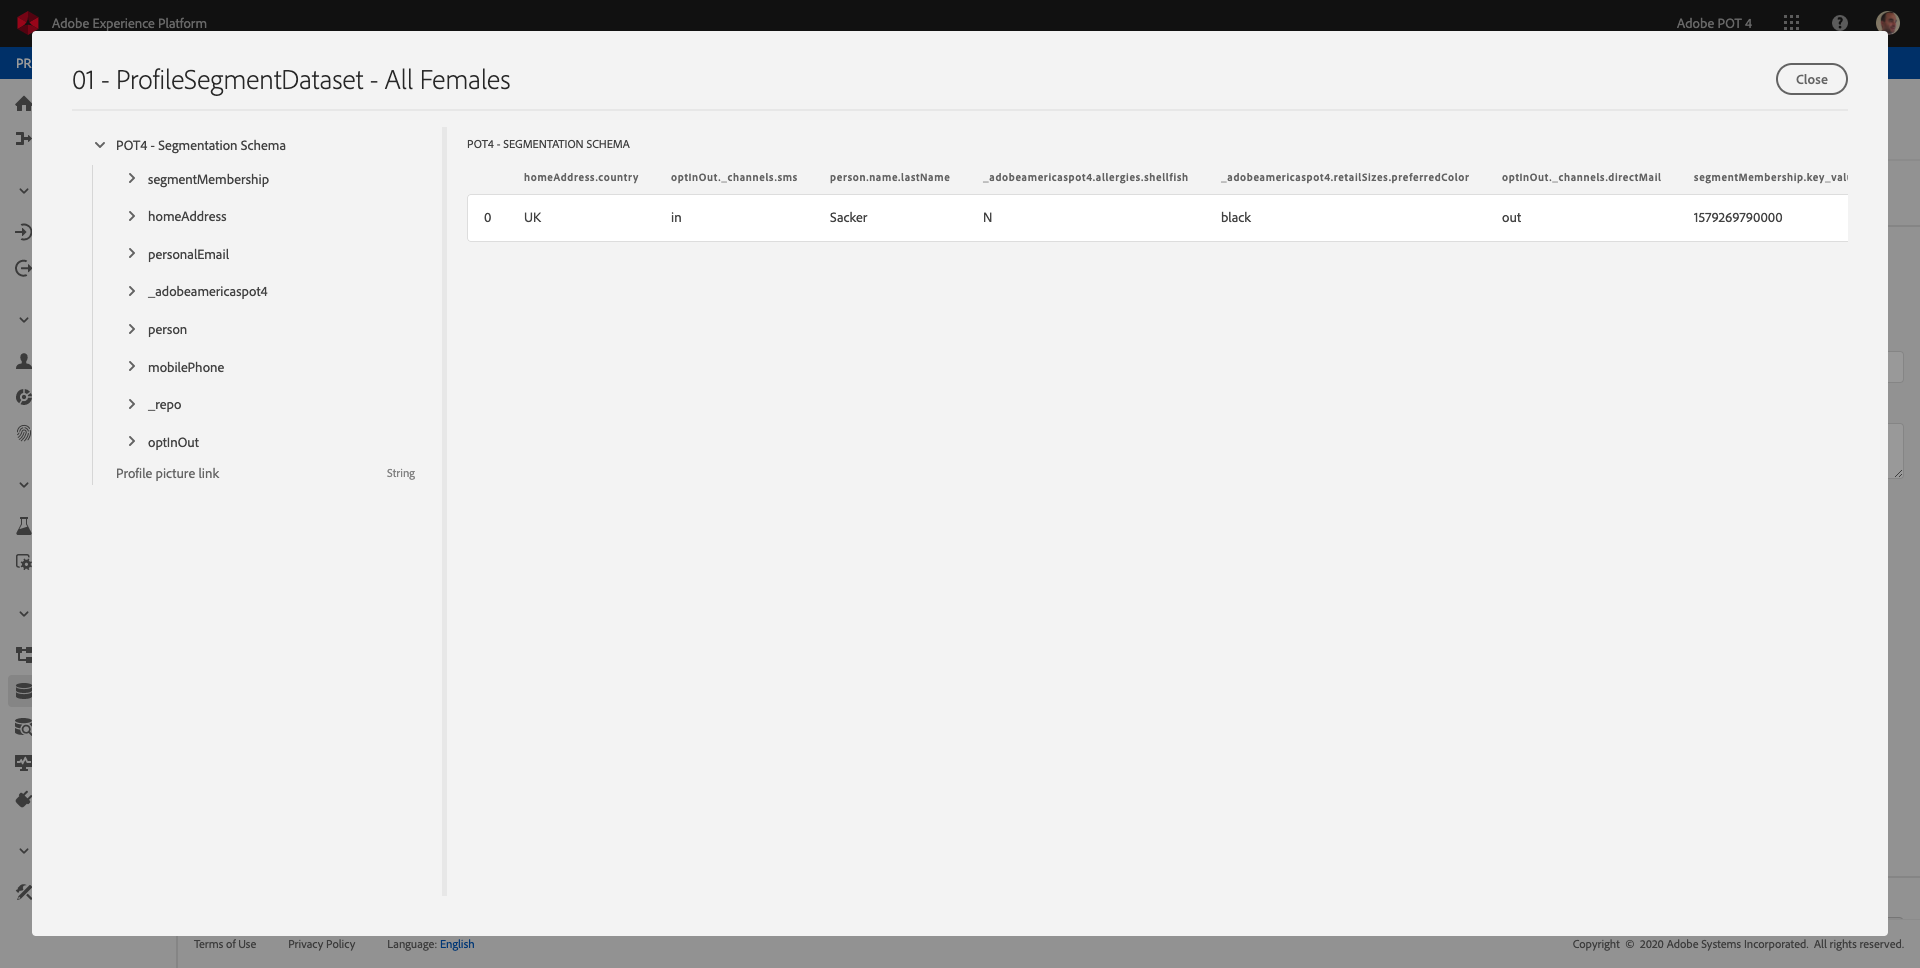 Adobe Experience Platform
Adobe POT 4
PR
01 - ProfileSegmentDataset - All Females
Close
POT4 - Segmentation Schema
segmentMembership
homeAddress
personalEmail
_adobeamericaspot4
person
mobilePhone
_repo
optInOut
Profile picture link String
POT4 - SEGMENTATION SCHEMA
homeAddress.country optInOut._channels.sms person.name.lastName _adobeamericaspot4.allergies.shellfish _adobeamericaspot4.retailSizes.preferredColor optInOut._channels.directMail segmentMembership.key_valu
0 UK in Sacker N black out 1579269790000
Terms of Use Privacy Policy Language: English
Copyright © 2020 Adobe Systems Incorporated. All rights reserved.